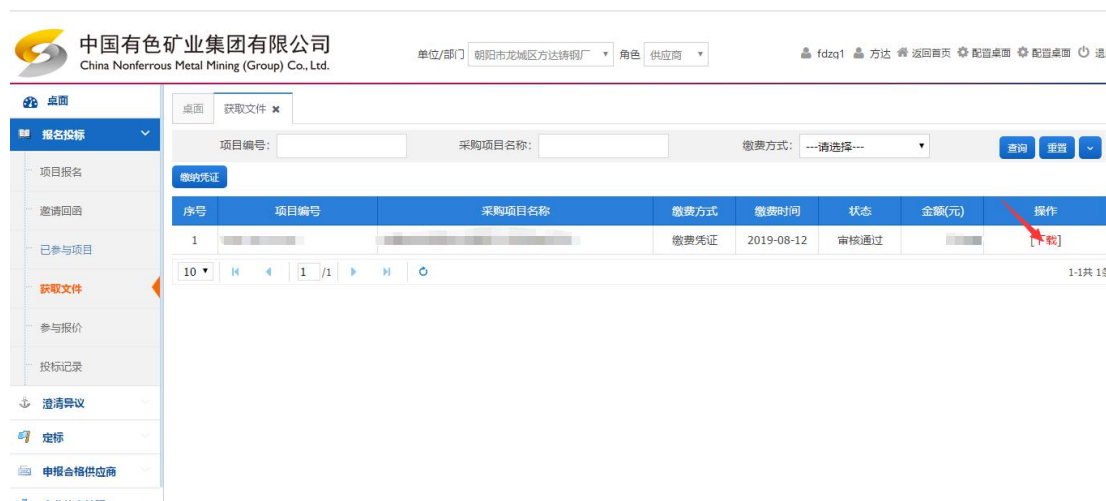 中国有色矿业集团有限公司
China Nonferrous Metal Mining (Group) Co., Ltd.
单位/部门 朝阳市龙城区方达铸钢厂 角色 供应商
fdzg1 方达 返回首页 配置桌面 配置桌面 退
桌面
报名投标
项目报名
邀请回函
已参与项目
获取文件
参与报价
投标记录
澄清异议
定标
申报合格供应商
桌面 获取文件 ×
项目编号: 采购项目名称: 缴费方式: ---请选择--- 查询 重置
缴纳凭证
序号 项目编号 采购项目名称 缴费方式 缴费时间 状态 金额(元) 操作
1 缴费凭证 2019-08-12 审核通过 [下载]
10 1 /1 1-1共 1